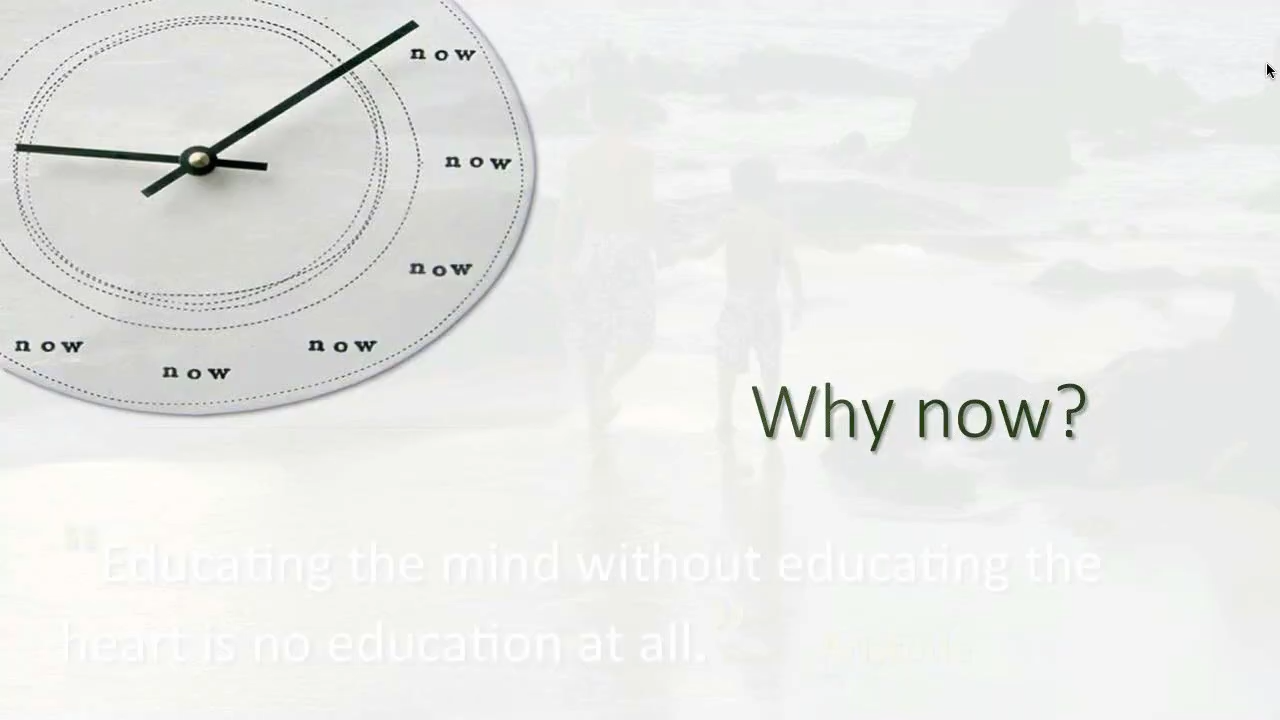 now
now
now
now
now
now
Why now?
"Educating the mind without educating the
heart is no education at all."